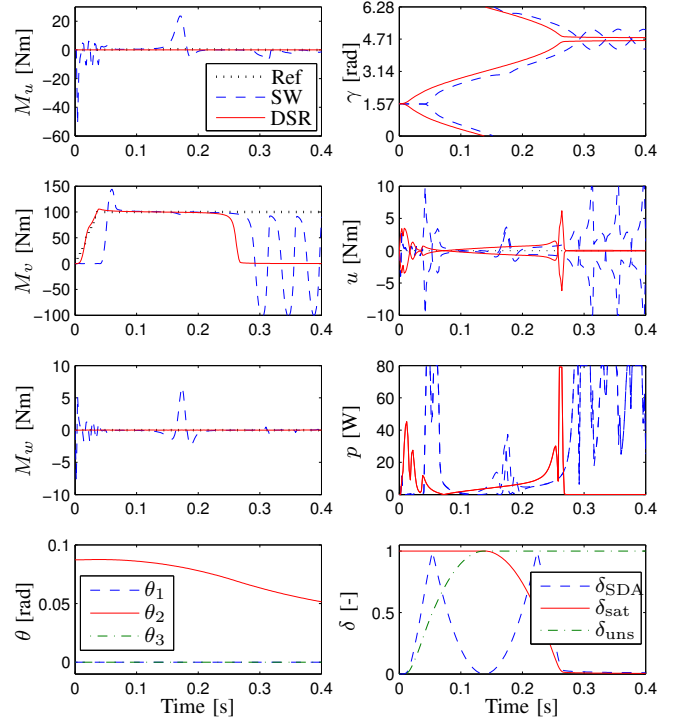 M_u [Nm]
20
0
-20
-40
-60
0 0.1 0.2 0.3 0.4
Ref
SW
DSR
γ [rad]
6.28
4.71
3.14
1.57
0
0 0.1 0.2 0.3 0.4
M_v [Nm]
150
100
50
0
-50
-100
0 0.1 0.2 0.3 0.4
u [Nm]
10
5
0
-5
-10
0 0.1 0.2 0.3 0.4
M_w [Nm]
10
5
0
-5
-10
0 0.1 0.2 0.3 0.4
p [W]
80
60
40
20
0
0 0.1 0.2 0.3 0.4
θ [rad]
0.1
0.05
0
0 0.1 0.2 0.3 0.4
θ_1
θ_2
θ_3
Time [s]
δ [-]
1
0.5
0
0 0.1 0.2 0.3 0.4
δ_SDA
δ_sat
δ_uns
Time [s]